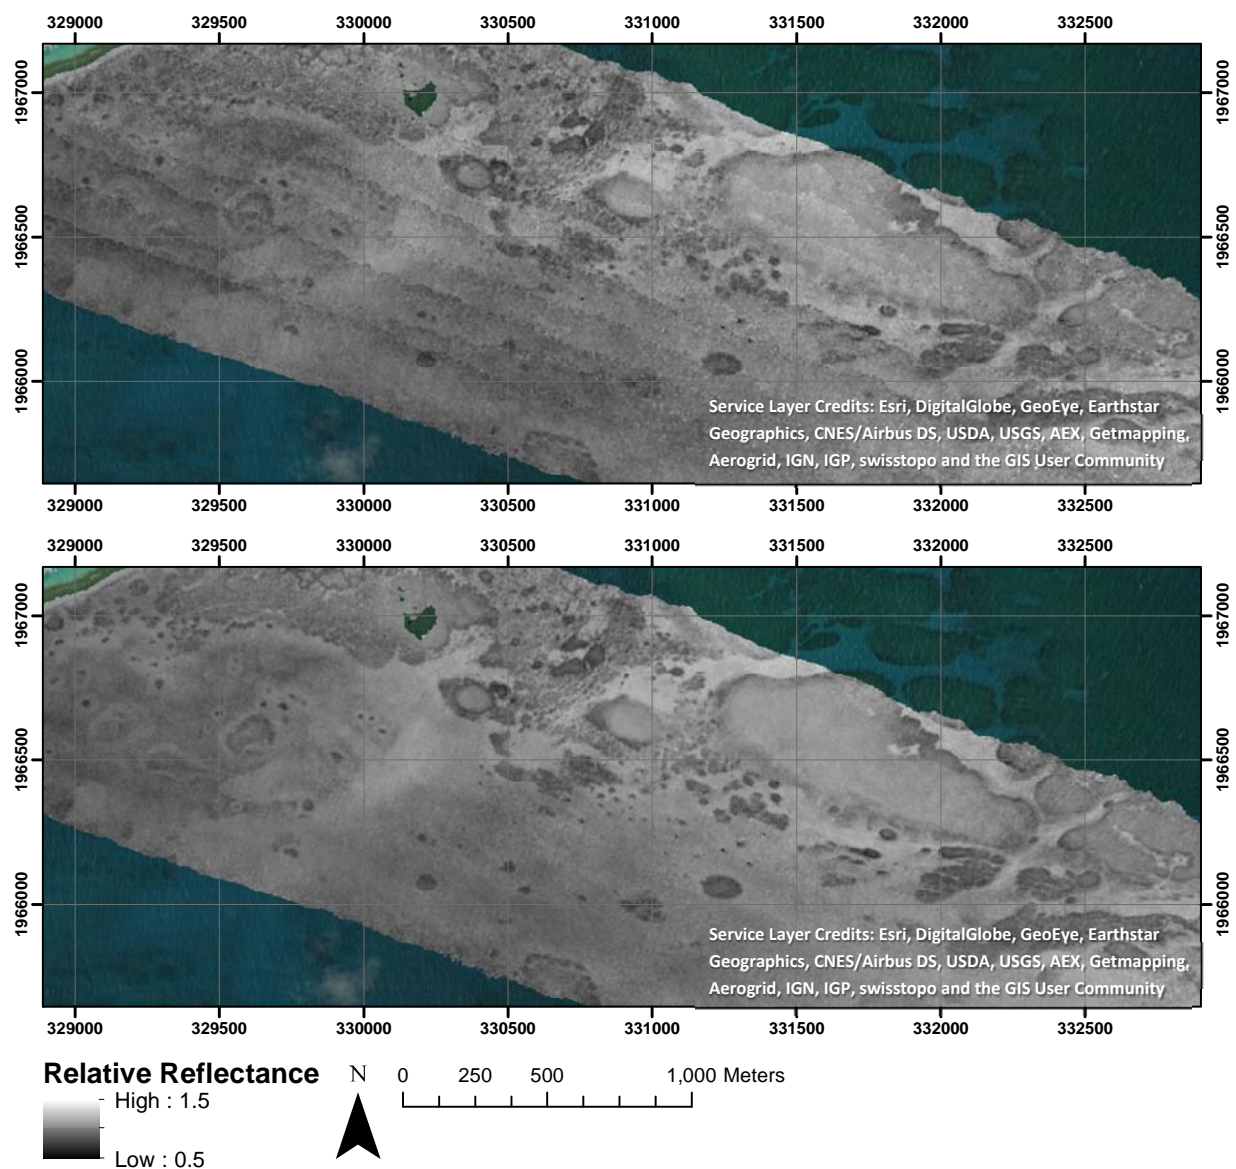 329000 329500 330000 330500 331000 331500 332000 332500
1967000 1967000
1966500 1966500
1966000 1966000
Service Layer Credits: Esri, DigitalGlobe, GeoEye, Earthstar
Geographics, CNES/Airbus DS, USDA, USGS, AEX, Getmapping,
Aerogrid, IGN, IGP, swisstopo and the GIS User Community
329000 329500 330000 330500 331000 331500 332000 332500
329000 329500 330000 330500 331000 331500 332000 332500
1967000 1967000
1966500 1966500
1966000 1966000
Service Layer Credits: Esri, DigitalGlobe, GeoEye, Earthstar
Geographics, CNES/Airbus DS, USDA, USGS, AEX, Getmapping,
Aerogrid, IGN, IGP, swisstopo and the GIS User Community
329000 329500 330000 330500 331000 331500 332000 332500
Relative Reflectance N 0 250 500 1,000 Meters
High : 1.5
Low : 0.5